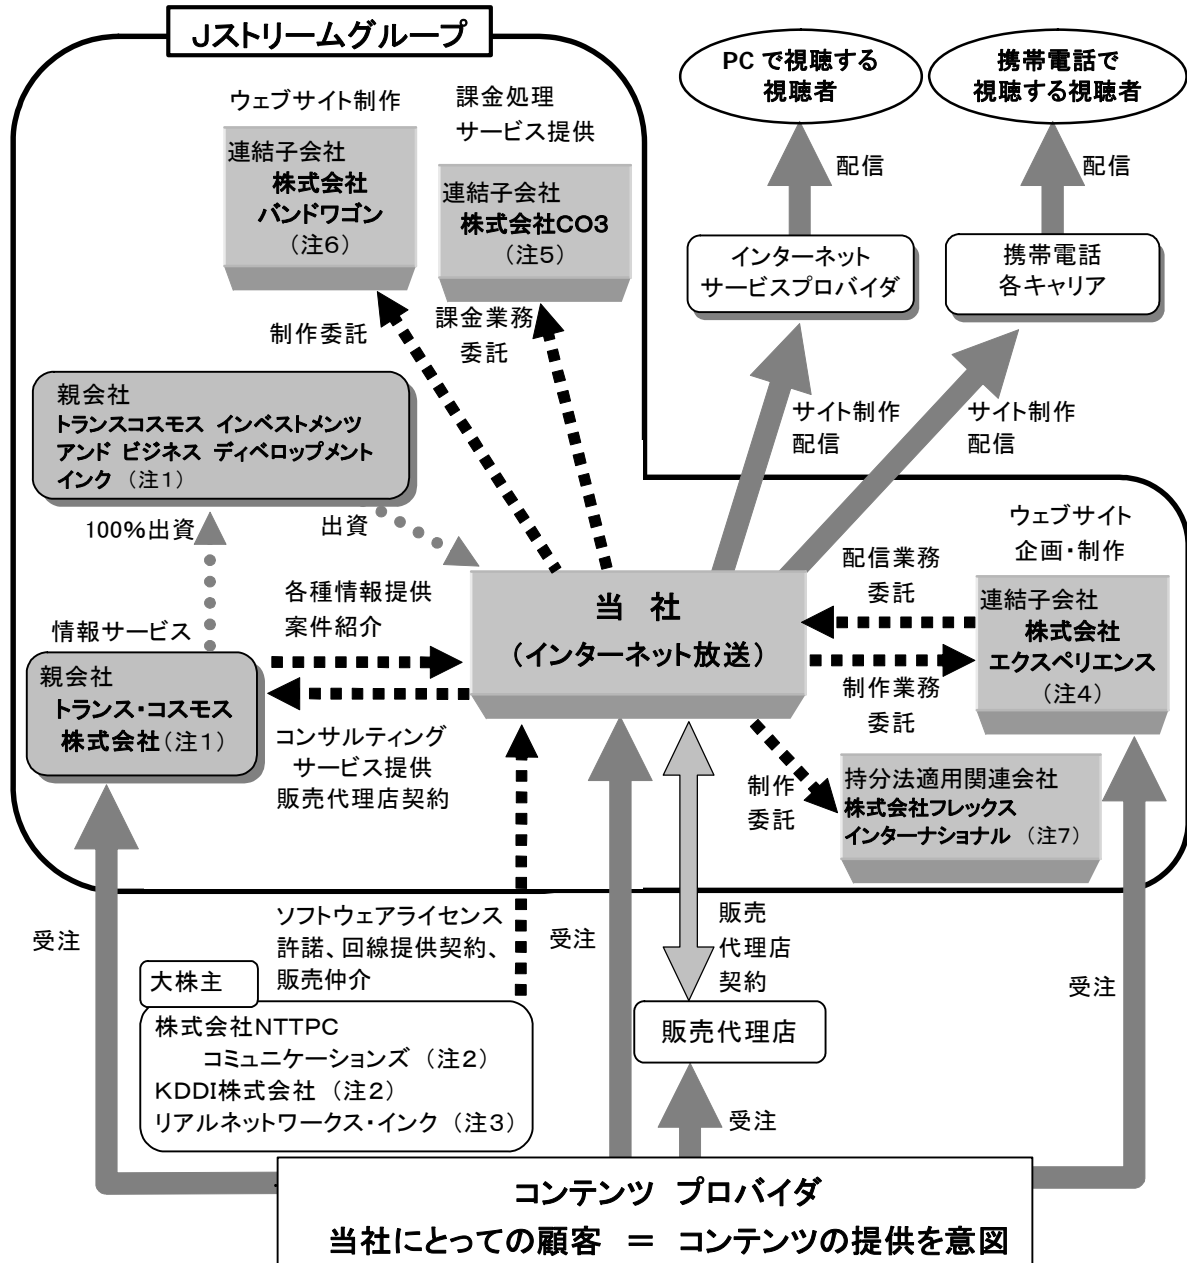 Jストリームグループ
PCで視聴する
視聴者
携帯電話で
視聴する視聴者
ウェブサイト制作
課金処理
サービス提供
連結子会社
株式会社
バンドワゴン
(注6)
連結子会社
株式会社CO3
(注5)
配信
配信
インターネット
サービスプロバイダ
携帯電話
各キャリア
制作委託
課金業務
委託
親会社
トランスコスモス インベストメンツ
アンド ビジネス ディベロップメント
インク (注1)
サイト制作
配信
サイト制作
配信
100%出資
出資
ウェブサイト
企画・制作
各種情報提供
案件紹介
当 社
(インターネット放送)
配信業務
委託
連結子会社
株式会社
エクスペリエンス
(注4)
情報サービス
親会社
トランス・コスモス
株式会社(注1)
制作業務
委託
コンサルティング
サービス提供
販売代理店契約
制作
委託
持分法適用関連会社
株式会社フレックス
インターナショナル (注7)
受注
ソフトウェアライセンス
許諾、回線提供契約、
販売仲介
受注
販売
代理店
契約
受注
大株主
株式会社NTTPC
コミュニケーションズ (注2)
KDDI株式会社 (注2)
リアルネットワークス・インク (注3)
販売代理店
受注
コンテンツ プロバイダ
当社にとっての顧客 = コンテンツの提供を意図